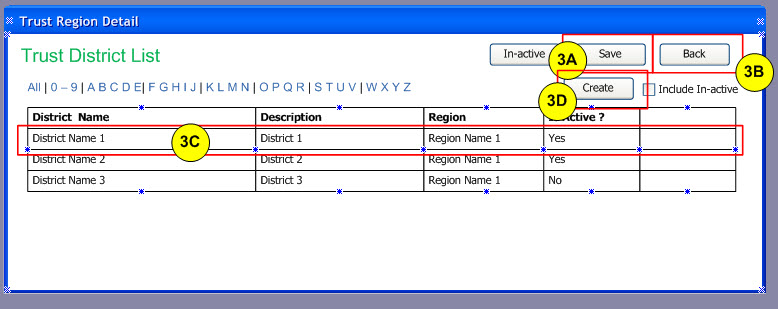 Trust Region Detail
Trust District List
In-active
3A
Save
Back
3B
All | 0 – 9 | A B C D E | F G H I J | K L M N | O P Q R | S T U V | W X Y Z
3D
Create
Include In-active
District Name
Description
Region
Active ?
District Name 1
3C
District 1
Region Name 1
Yes
District Name 2
District 2
Region Name 1
Yes
District Name 3
District 3
Region Name 1
No